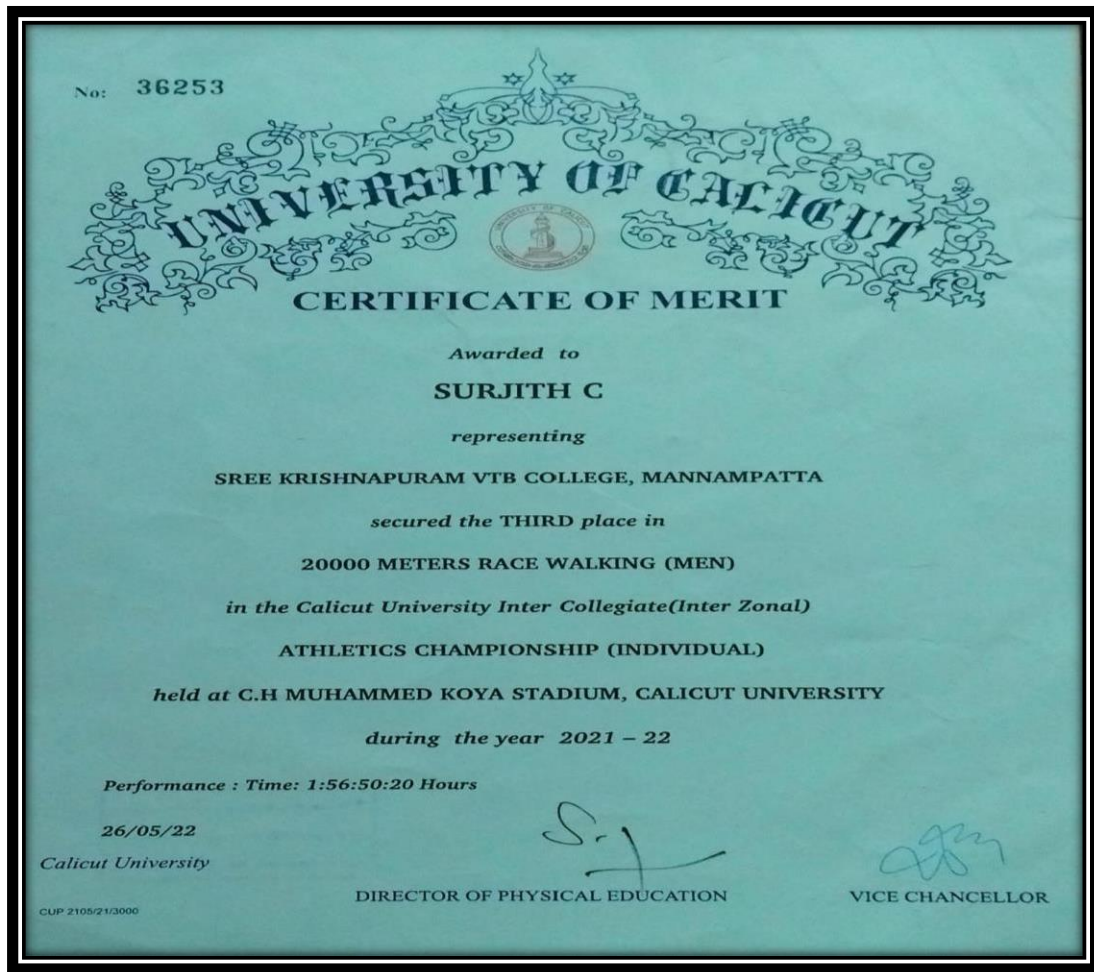 No: 36253
UNIVERSITY OF CALICUT
UNIVERSITY OF CALICUT
CERTIFICATE OF MERIT
Awarded to
SURJITH C
representing
SREE KRISHNAPURAM VTB COLLEGE, MANNAMPATTA
secured the THIRD place in
20000 METERS RACE WALKING (MEN)
in the Calicut University Inter Collegiate(Inter Zonal)
ATHLETICS CHAMPIONSHIP (INDIVIDUAL)
held at C.H MUHAMMED KOYA STADIUM, CALICUT UNIVERSITY
during the year 2021 – 22
Performance : Time: 1:56:50:20 Hours
26/05/22
Calicut University
DIRECTOR OF PHYSICAL EDUCATION
VICE CHANCELLOR
CUP 2105/21/3000